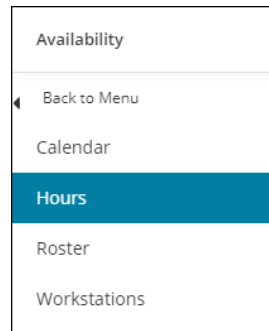 Availability
Back to Menu
Calendar
Hours
Roster
Workstations